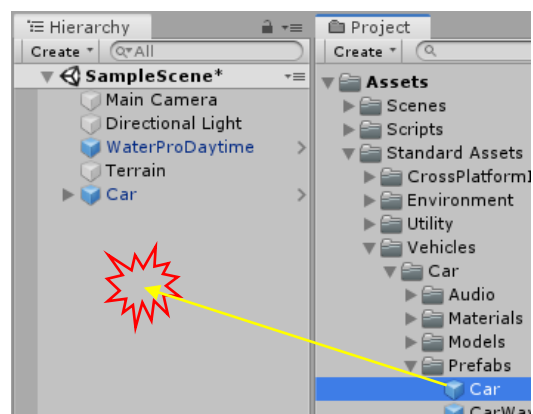 Hierarchy
Create
All
SampleScene*
Main Camera
Directional Light
WaterProDaytime
Terrain
Car
Project
Create
Assets
Scenes
Scripts
Standard Assets
CrossPlatform
Environment
Utility
Vehicles
Car
Audio
Materials
Models
Prefabs
Car